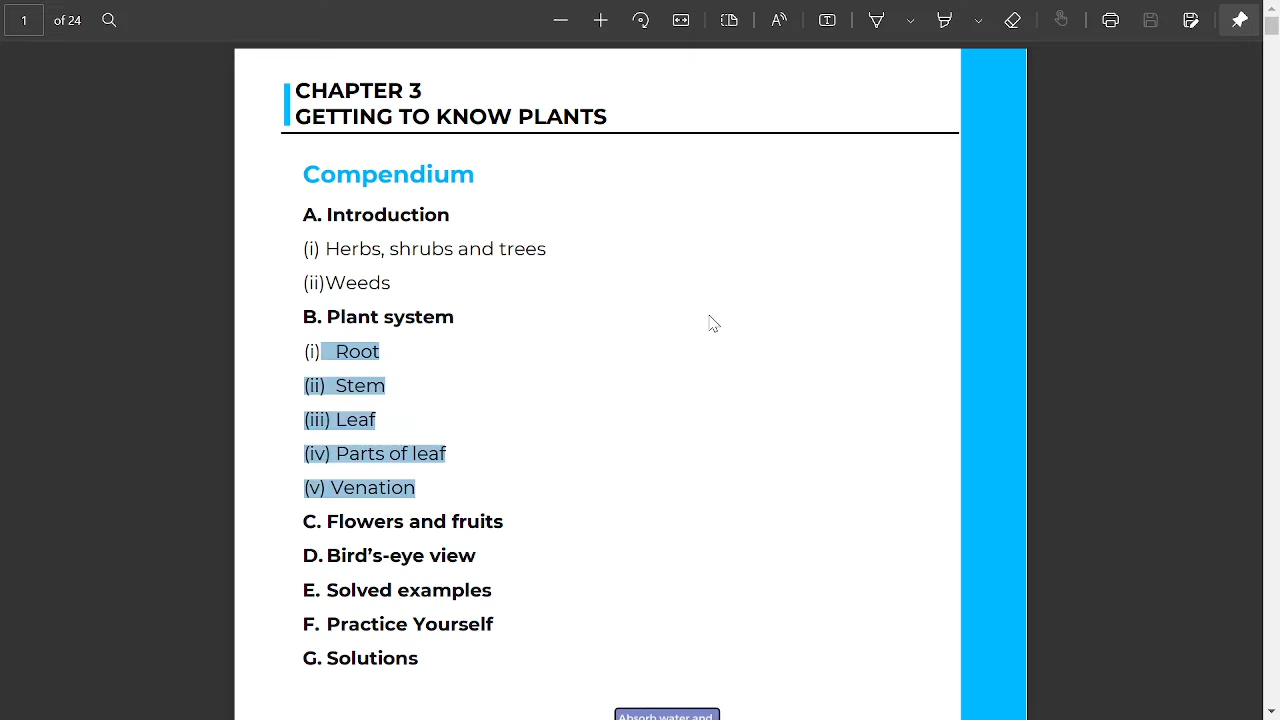 1 of 24
CHAPTER 3
GETTING TO KNOW PLANTS
Compendium
A. Introduction
(i) Herbs, shrubs and trees
(ii)Weeds
B. Plant system
(i) Root
(ii) Stem
(iii) Leaf
(iv) Parts of leaf
(v) Venation
C. Flowers and fruits
D. Bird’s-eye view
E. Solved examples
F. Practice Yourself
G. Solutions
Absorb water and